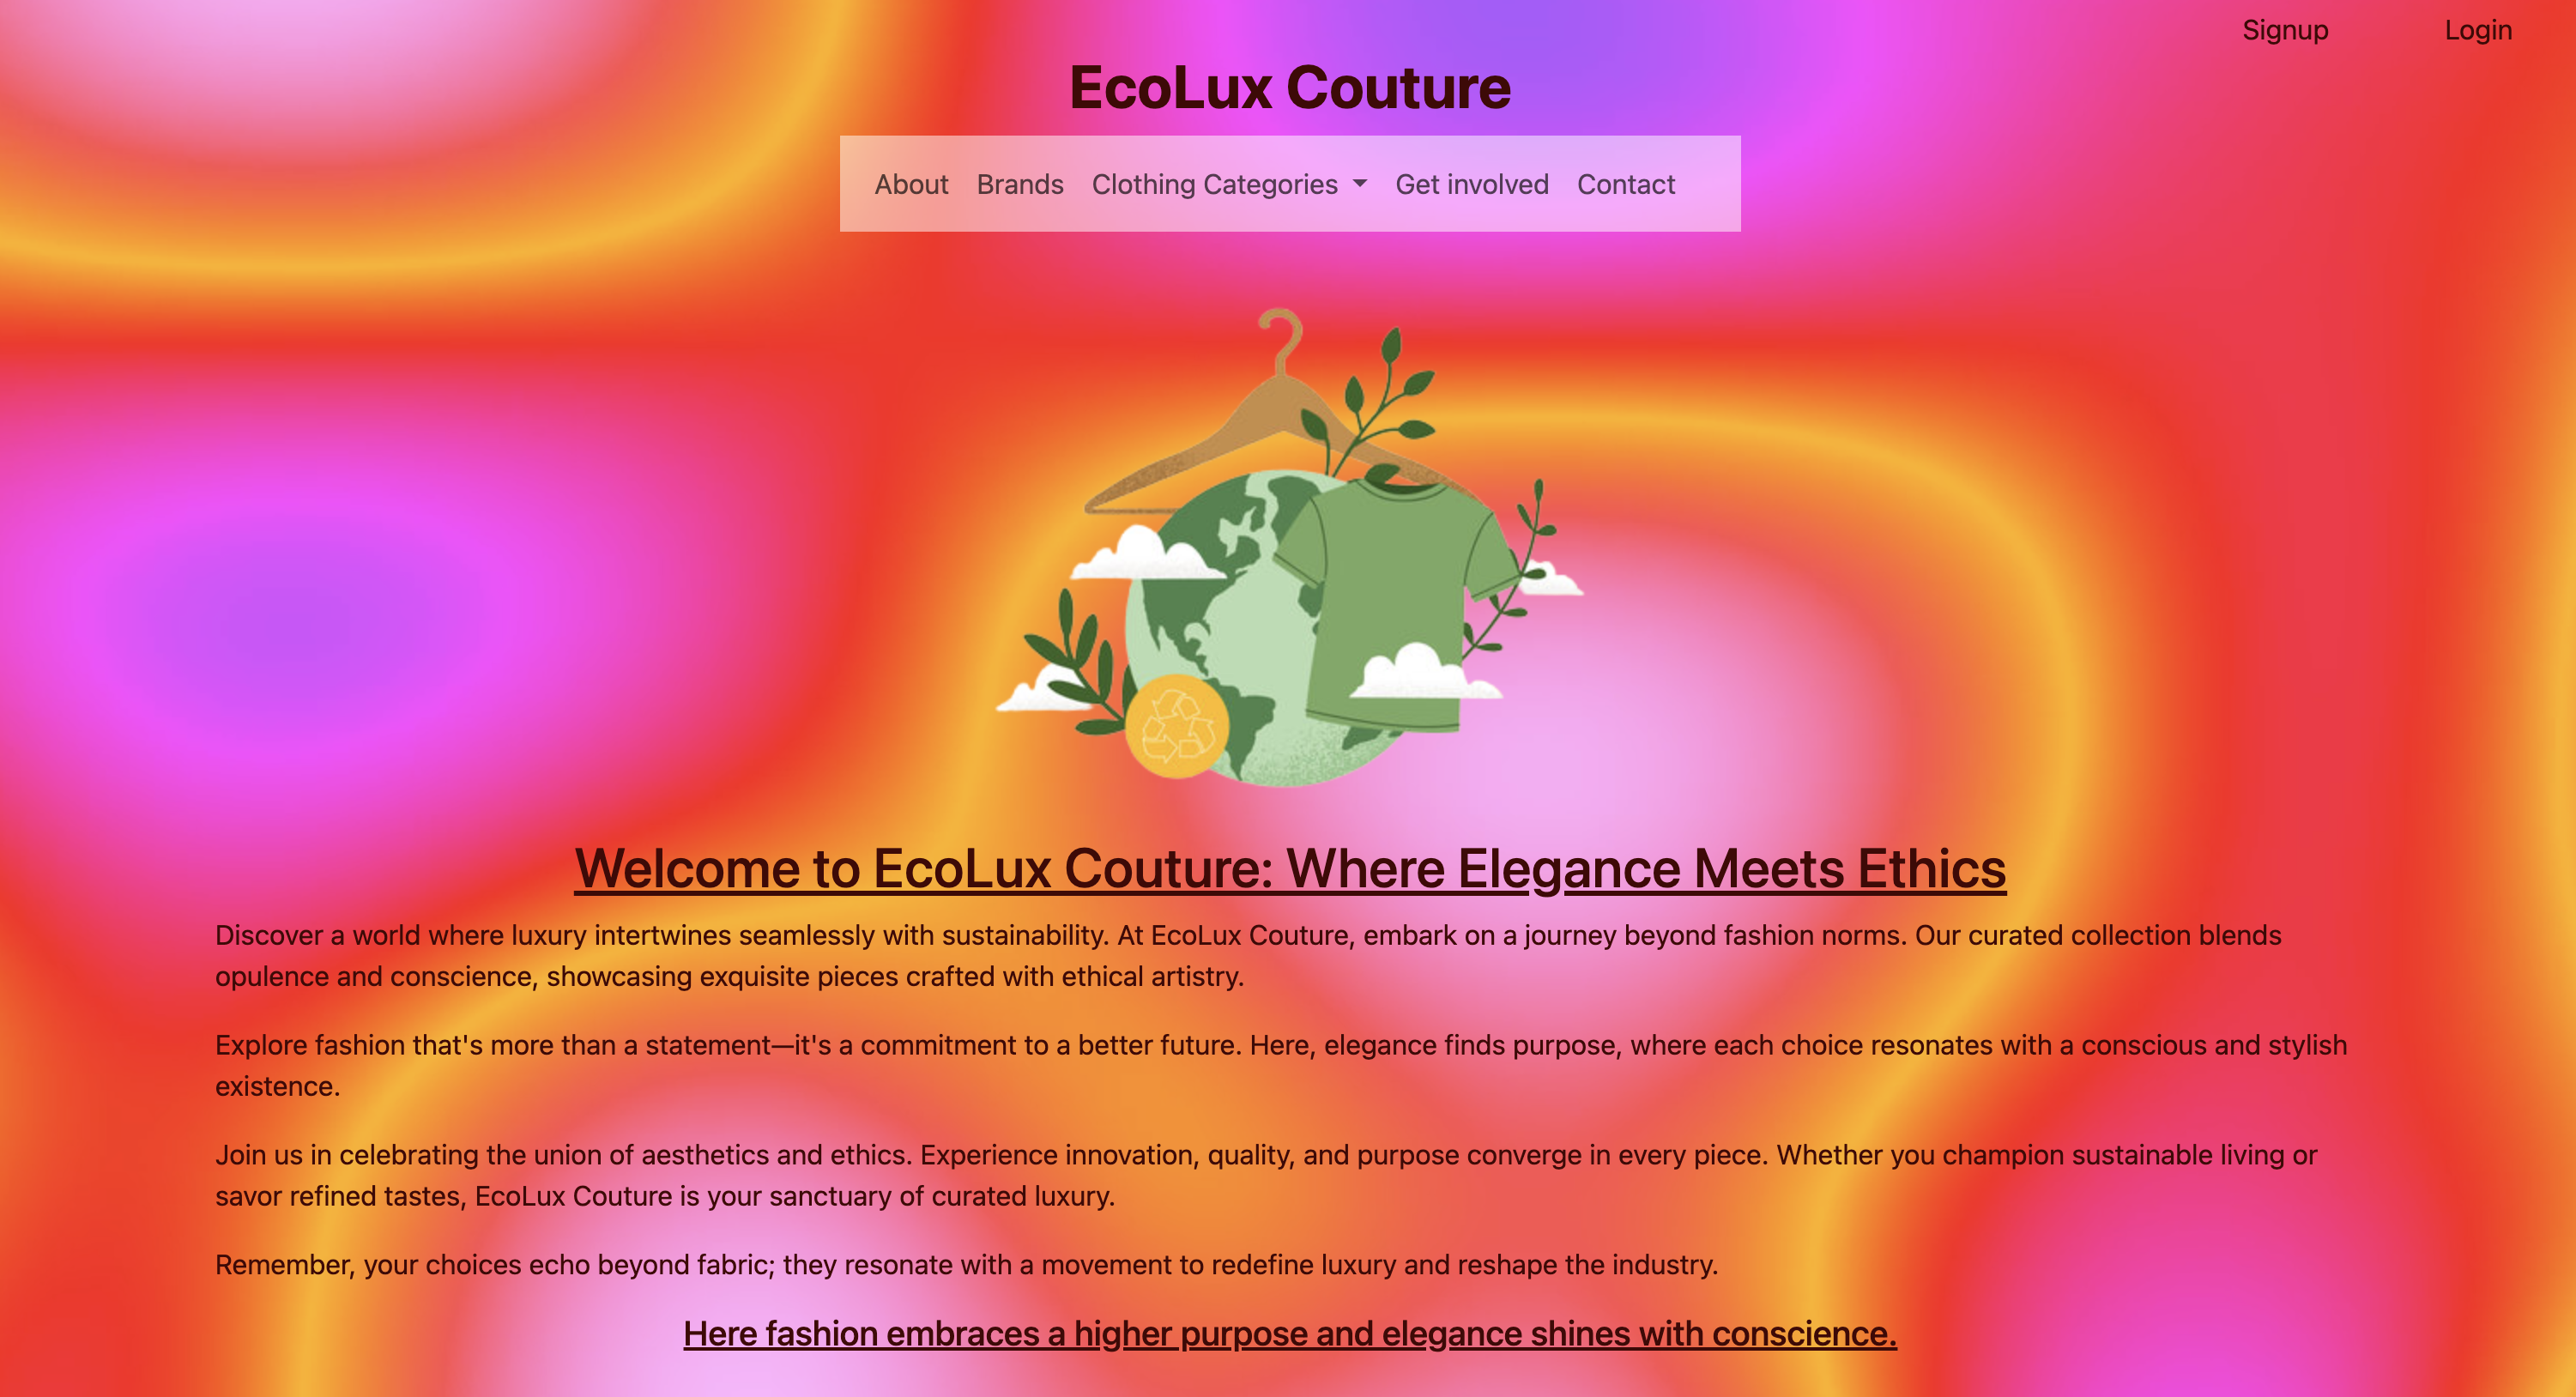 Signup Login
EcoLux Couture
About Brands Clothing Categories Get involved Contact
Welcome to EcoLux Couture: Where Elegance Meets Ethics
Discover a world where luxury intertwines seamlessly with sustainability. At EcoLux Couture, embark on a journey beyond fashion norms. Our curated collection blends
opulence and conscience, showcasing exquisite pieces crafted with ethical artistry.
Explore fashion that's more than a statement—it's a commitment to a better future. Here, elegance finds purpose, where each choice resonates with a conscious and stylish
existence.
Join us in celebrating the union of aesthetics and ethics. Experience innovation, quality, and purpose converge in every piece. Whether you champion sustainable living or
savor refined tastes, EcoLux Couture is your sanctuary of curated luxury.
Remember, your choices echo beyond fabric; they resonate with a movement to redefine luxury and reshape the industry.
Here fashion embraces a higher purpose and elegance shines with conscience.